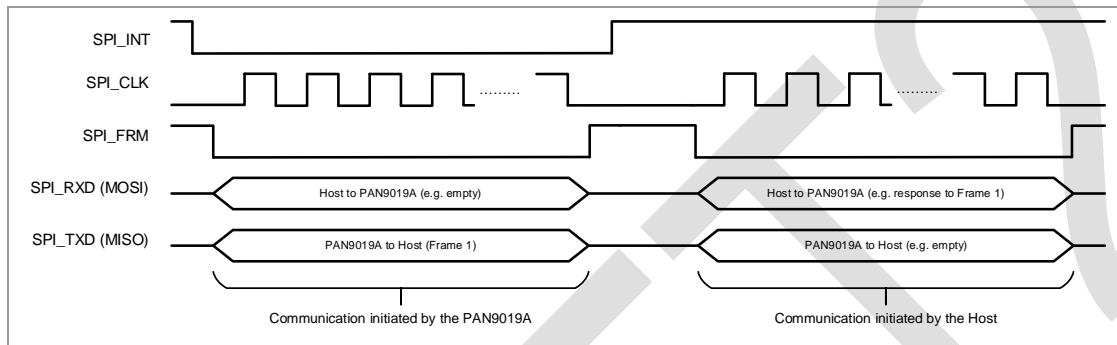 SPI_INT
SPI_CLK
.........
.........
SPI_FRM
SPI_RXD (MOSI)
Host to PAN9019A (e.g. empty)
Host to PAN9019A (e.g. response to Frame 1)
SPI_TXD (MISO)
PAN9019A to Host (Frame 1)
PAN9019A to Host (e.g. empty)
Communication initiated by the PAN9019A
Communication initiated by the Host